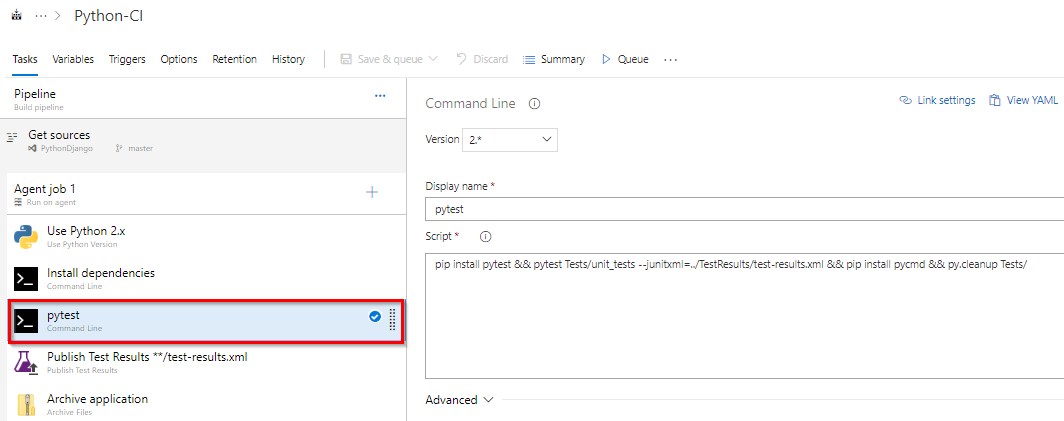 ··· > Python-CI
Tasks Variables Triggers Options Retention History Save & queue Discard Summary Queue ···
Pipeline ···
Build pipeline
Get sources
PythonDjango master
Agent job 1 +
Run on agent
Use Python 2.x
Use Python Version
Install dependencies
Command Line
pytest
Command Line
Publish Test Results **/test-results.xml
Publish Test Results
Archive application
Archive Files
Command Line
Link settings View YAML
Version 2.*
Display name *
pytest
Script *
pip install pytest && pytest Tests/unit_tests --junitxml=../TestResults/test-results.xml && pip install pycmd && py.cleanup Tests/
Advanced